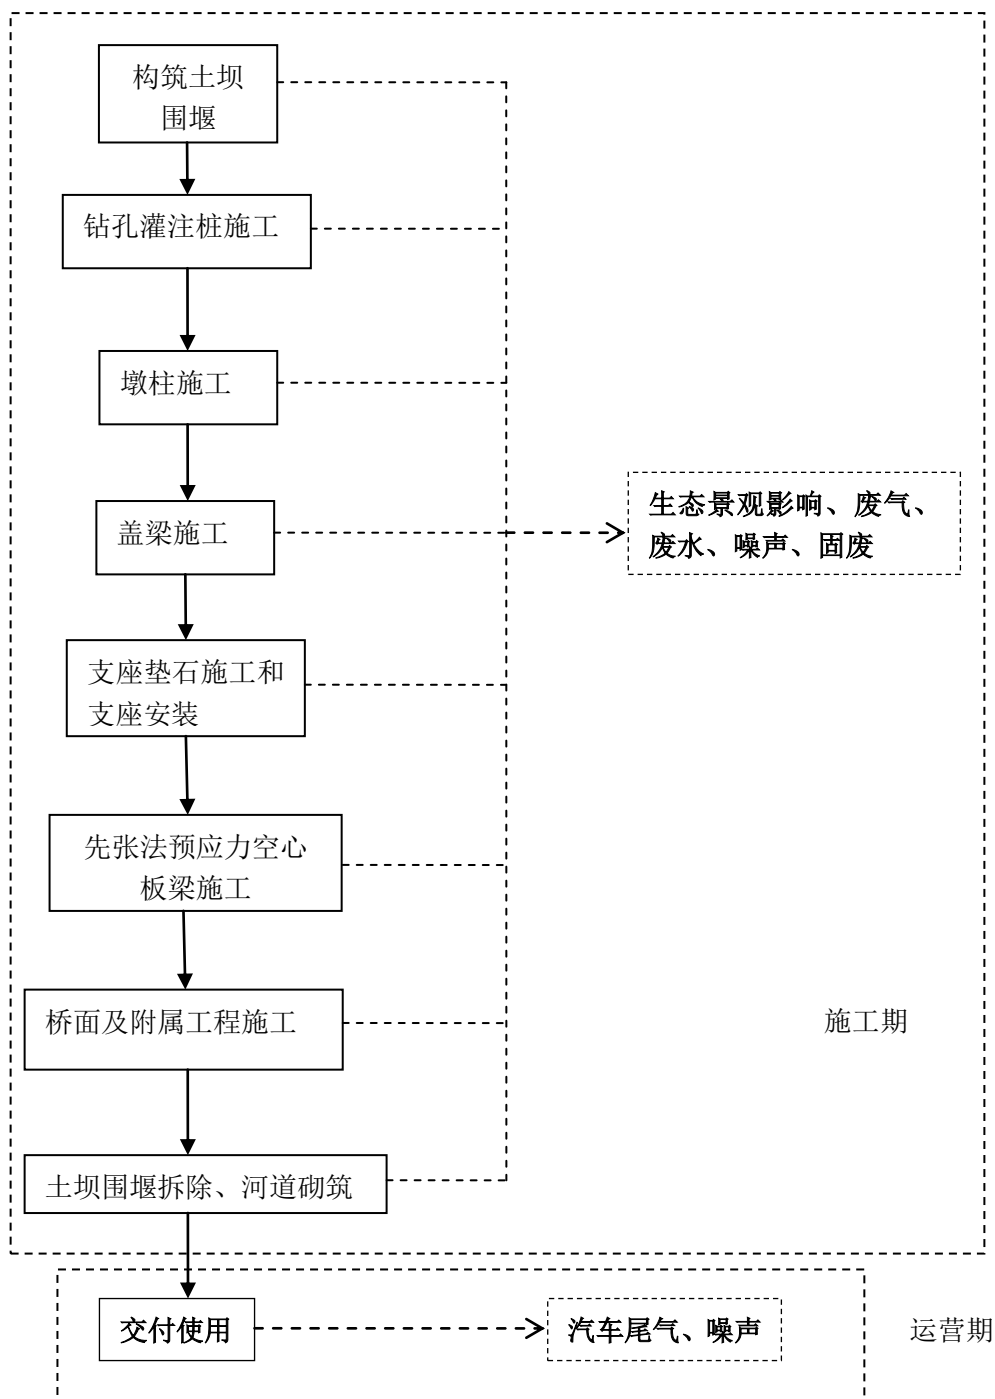 构筑土坝
围堰
钻孔灌注桩施工
墩柱施工
盖梁施工
生态景观影响、废气、
废水、噪声、固废
支座垫石施工和
支座安装
先张法预应力空心
板梁施工
桥面及附属工程施工
施工期
土坝围堰拆除、河道砌筑
交付使用
汽车尾气、噪声
运营期